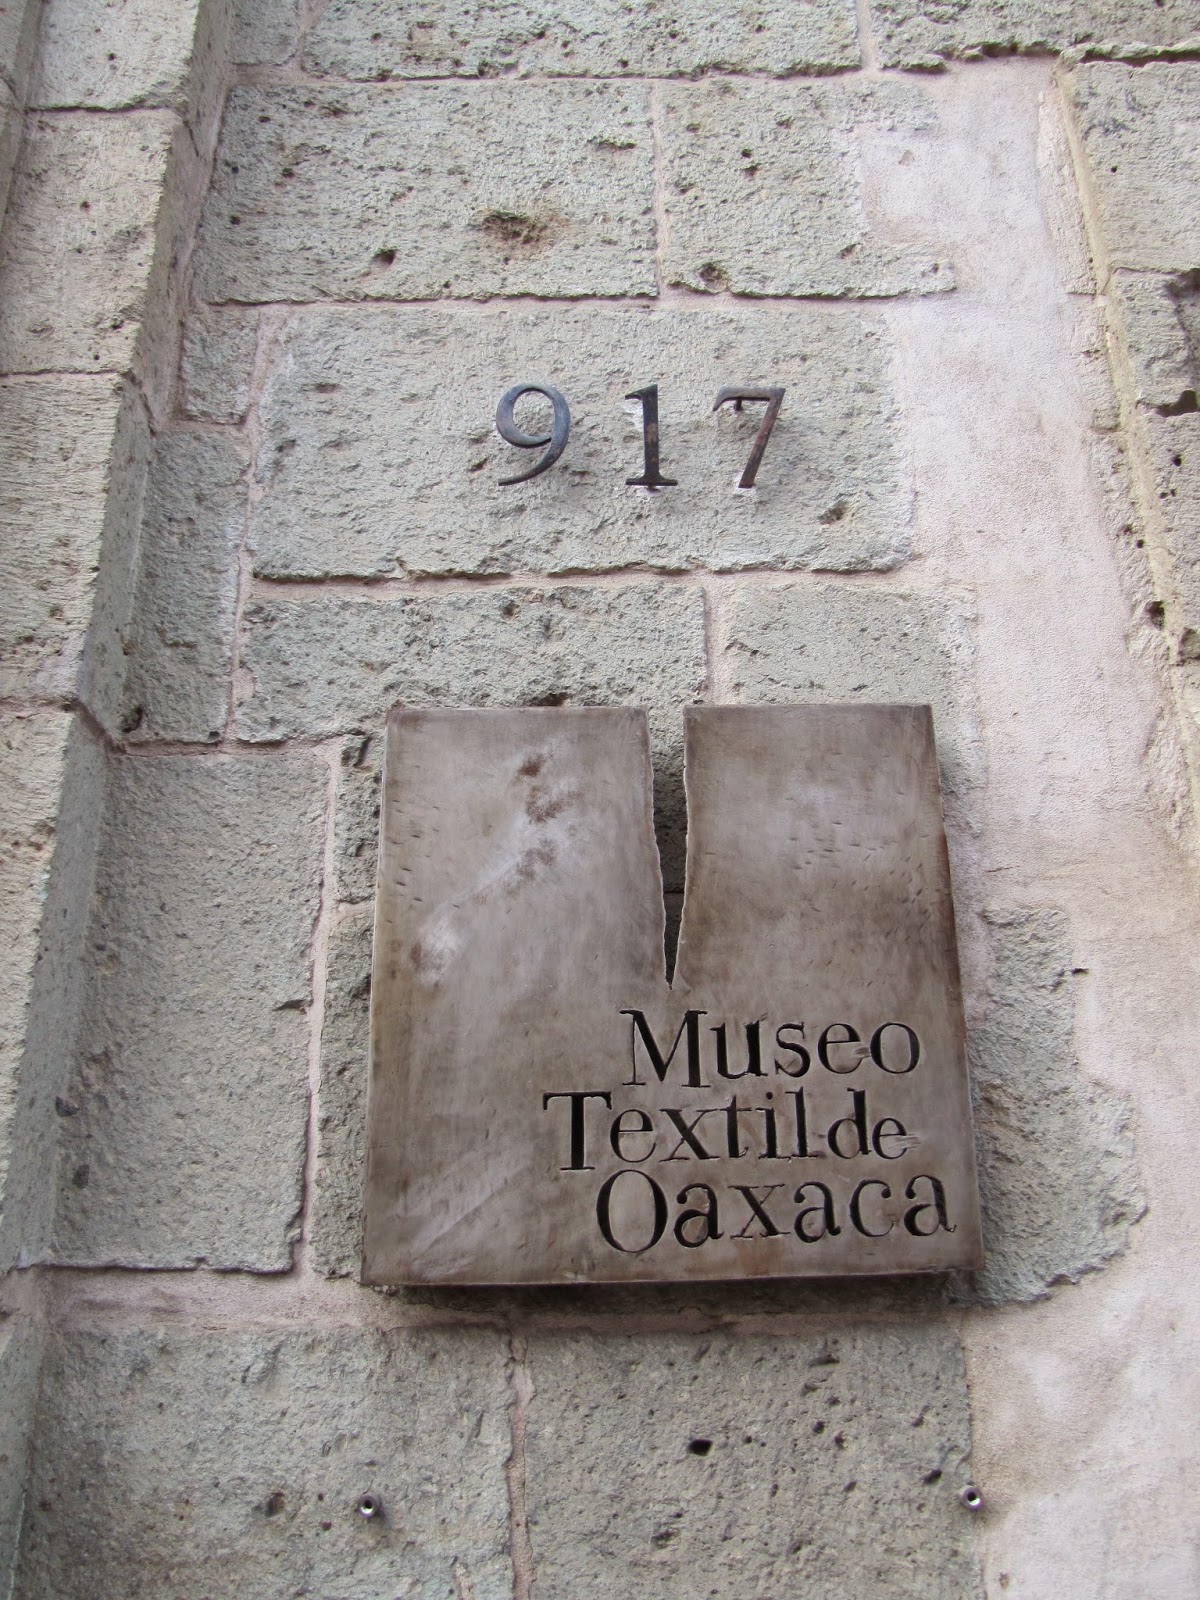 917
Museo
Textil de
Oaxaca